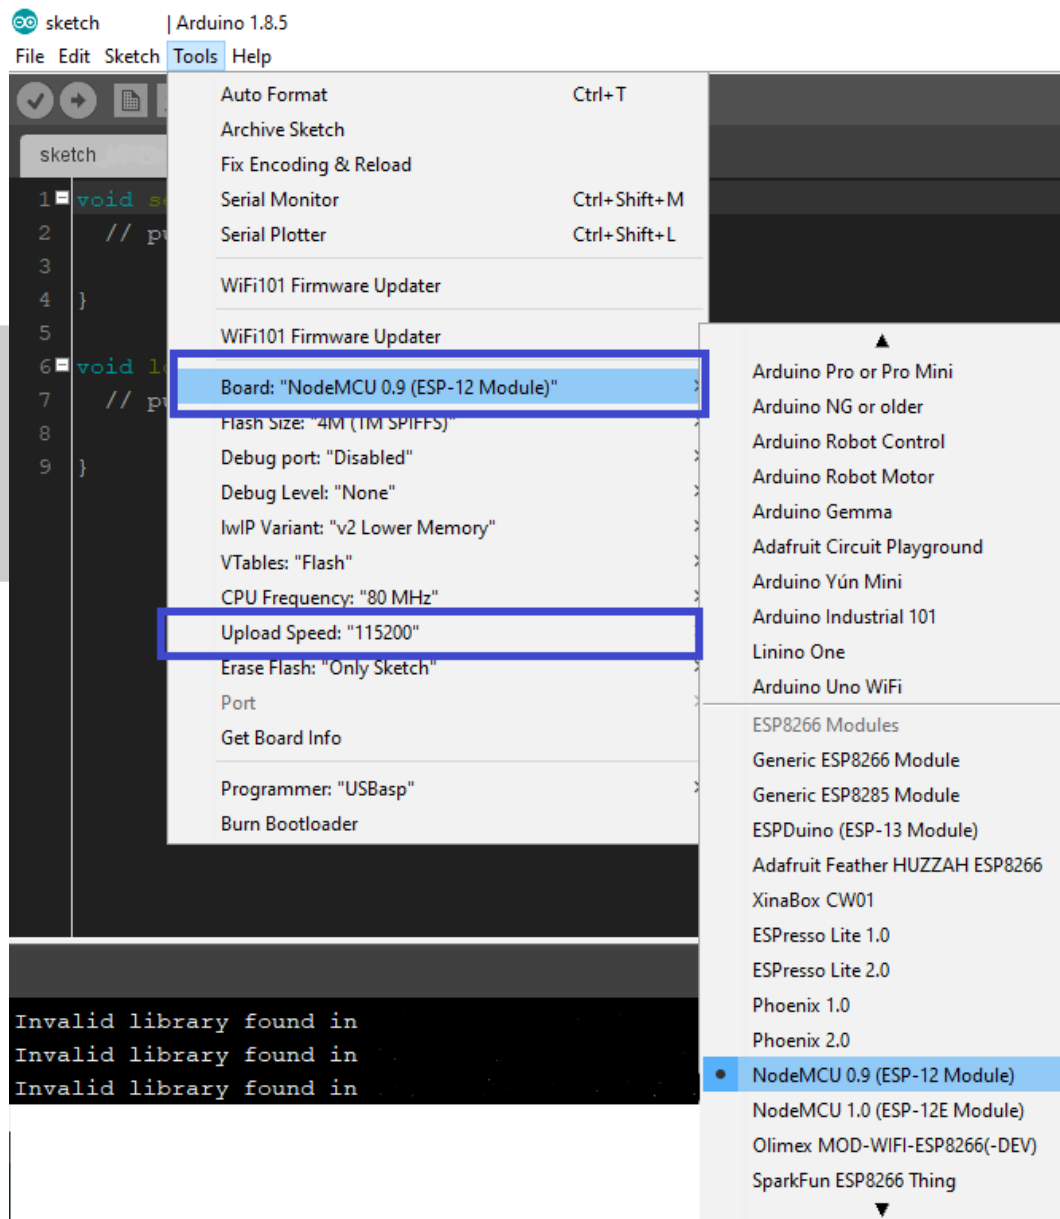 sketch | Arduino 1.8.5
File Edit Sketch Tools Help
sketch
1 void
2 // pu
3
4 }
5
6 void
7 // pu
8
9 }
Auto Format Ctrl+T
Archive Sketch
Fix Encoding & Reload
Serial Monitor Ctrl+Shift+M
Serial Plotter Ctrl+Shift+L
WiFi101 Firmware Updater
WiFi101 Firmware Updater
Board: "NodeMCU 0.9 (ESP-12 Module)"
Flash Size: "4M (1M SPIFFS)"
Debug port: "Disabled"
Debug Level: "None"
lwIP Variant: "v2 Lower Memory"
VTables: "Flash"
CPU Frequency: "80 MHz"
Upload Speed: "115200"
Erase Flash: "Only Sketch"
Port
Get Board Info
Programmer: "USBasp"
Burn Bootloader
Arduino Pro or Pro Mini
Arduino NG or older
Arduino Robot Control
Arduino Robot Motor
Arduino Gemma
Adafruit Circuit Playground
Arduino Yún Mini
Arduino Industrial 101
Linino One
Arduino Uno WiFi
ESP8266 Modules
Generic ESP8266 Module
Generic ESP8285 Module
ESPDuino (ESP-13 Module)
Adafruit Feather HUZZAH ESP8266
XinaBox CW01
ESPresso Lite 1.0
ESPresso Lite 2.0
Phoenix 1.0
Phoenix 2.0
NodeMCU 0.9 (ESP-12 Module)
NodeMCU 1.0 (ESP-12E Module)
Olimex MOD-WIFI-ESP8266(-DEV)
SparkFun ESP8266 Thing
Invalid library found in
Invalid library found in
Invalid library found in